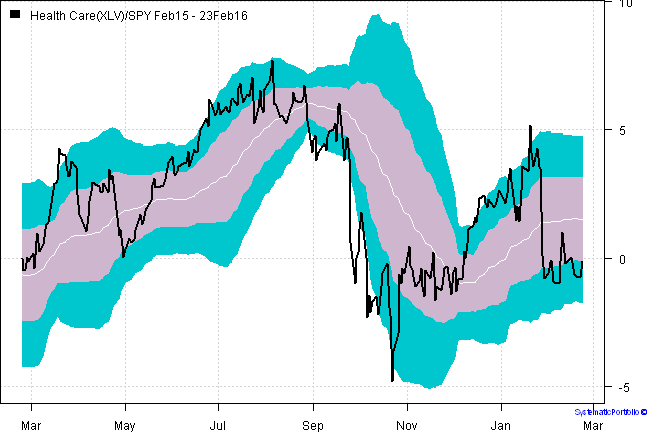 Health Care(XLV)/SPY Feb15 - 23Feb16
10
5
0
-5
SystematicPortfolio ©
Mar May Jul Sep Nov Jan Mar